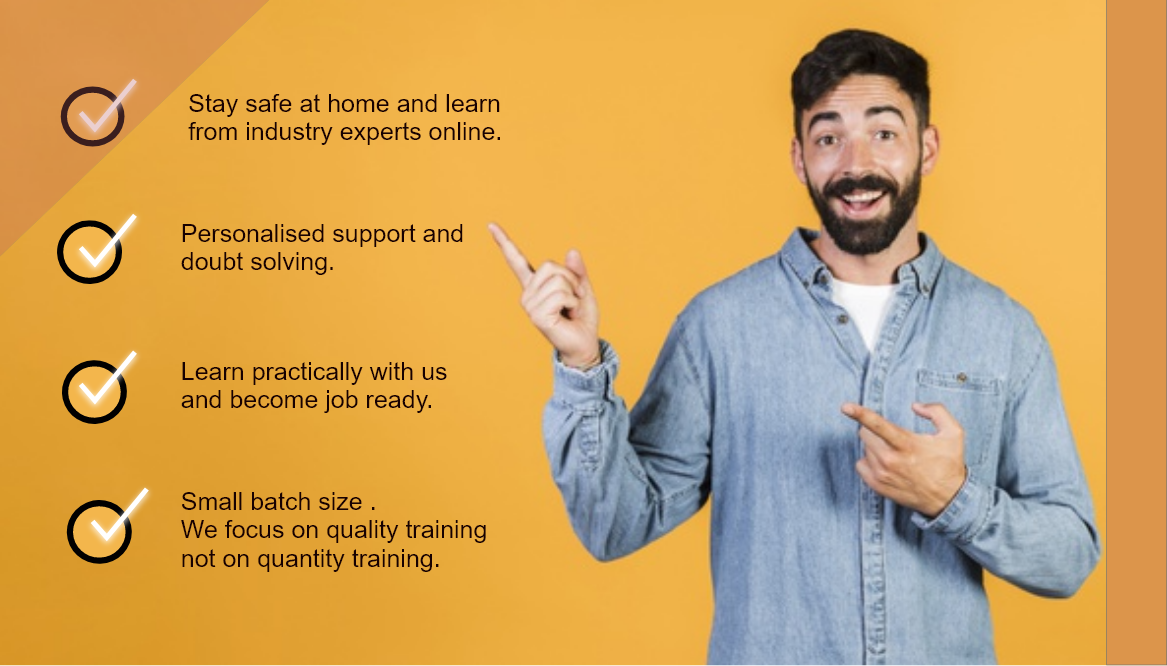 Stay safe at home and learn
from industry experts online.
Personalised support and
doubt solving.
Learn practically with us
and become job ready.
Small batch size .
We focus on quality training
not on quantity training.